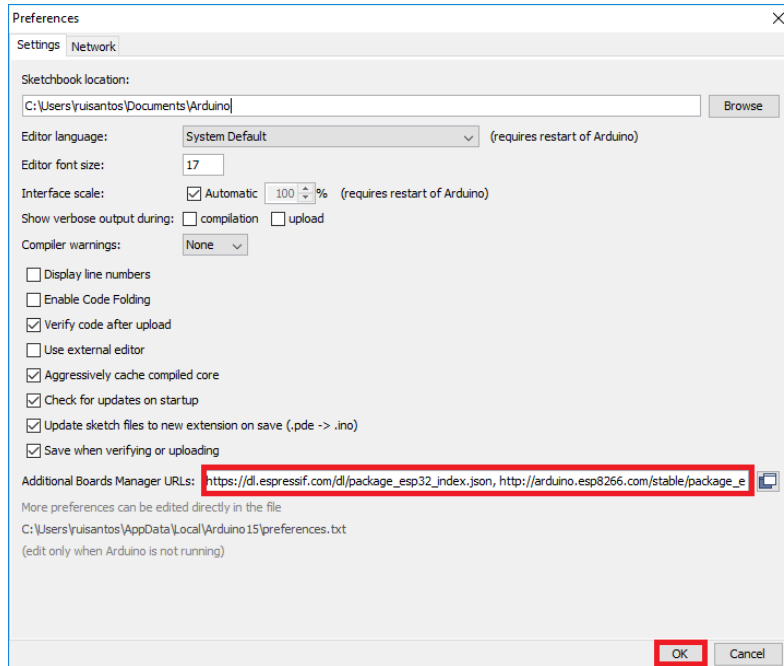 Preferences
Settings Network
Sketchbook location:
C:\Users\ruisantos\Documents\Arduino Browse
Editor language: System Default (requires restart of Arduino)
Editor font size: 17
Interface scale: Automatic 100 % (requires restart of Arduino)
Show verbose output during: compilation upload
Compiler warnings: None
Display line numbers
Enable Code Folding
Verify code after upload
Use external editor
Aggressively cache compiled core
Check for updates on startup
Update sketch files to new extension on save (.pde -> .ino)
Save when verifying or uploading
Additional Boards Manager URLs: https://dl.espressif.com/dl/package_esp32_index.json, http://arduino.esp8266.com/stable/package_e
More preferences can be edited directly in the file
C:\Users\ruisantos\AppData\Local\Arduino15\preferences.txt
(edit only when Arduino is not running)
OK Cancel